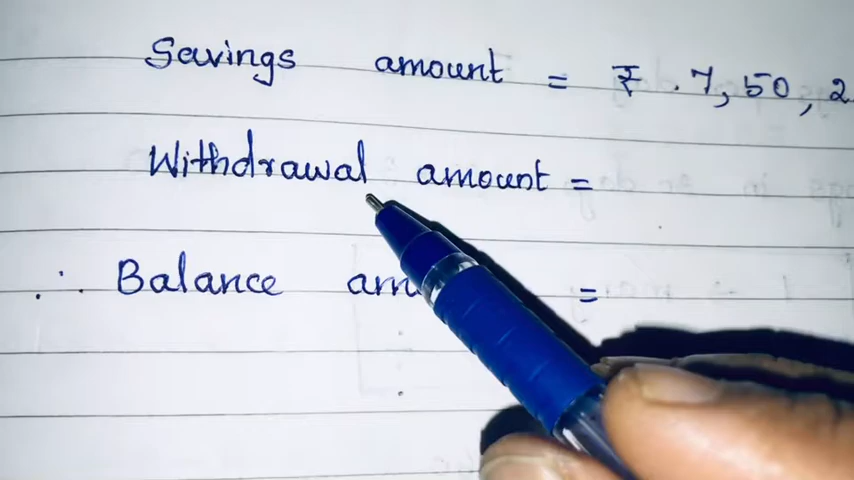 Savings amount = ₹. 7,50,2
Withdrawal amount =
∴ Balance am =